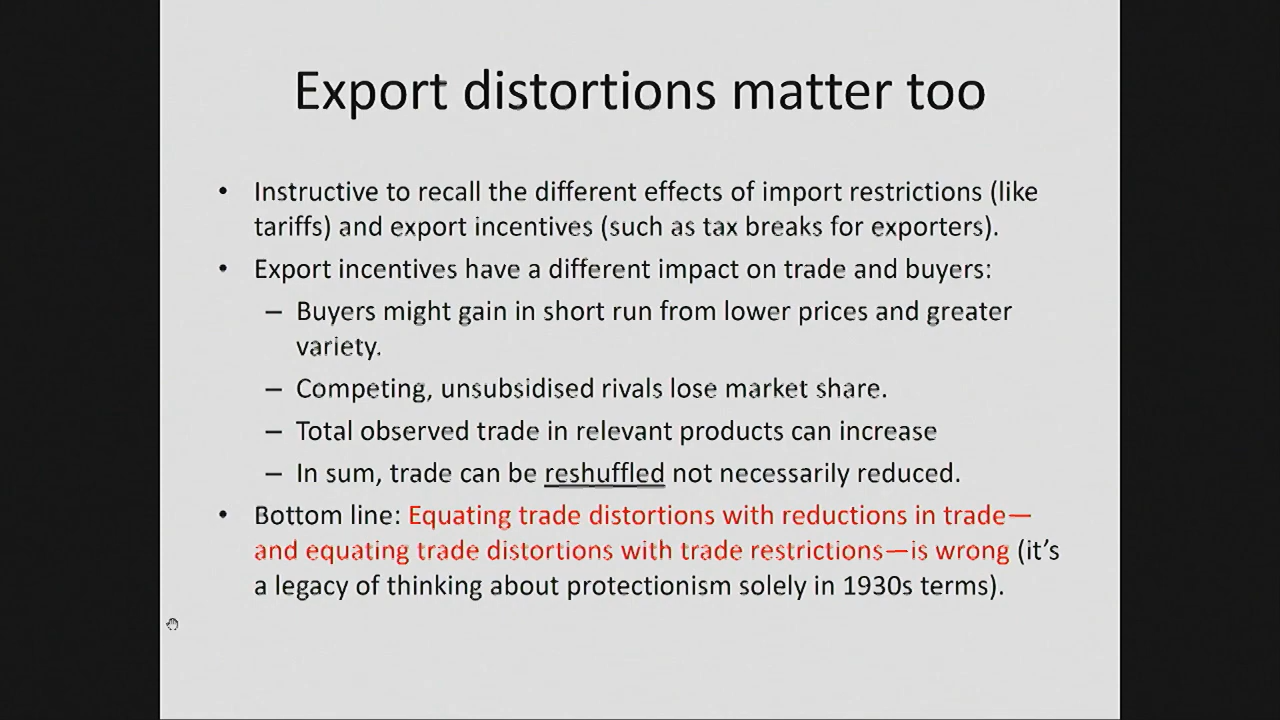 Export distortions matter too
• Instructive to recall the different effects of import restrictions (like
tariffs) and export incentives (such as tax breaks for exporters).
• Export incentives have a different impact on trade and buyers:
– Buyers might gain in short run from lower prices and greater
variety.
– Competing, unsubsidised rivals lose market share.
– Total observed trade in relevant products can increase
– In sum, trade can be reshuffled not necessarily reduced.
• Bottom line: Equating trade distortions with reductions in trade—
and equating trade distortions with trade restrictions—is wrong (it’s
a legacy of thinking about protectionism solely in 1930s terms).